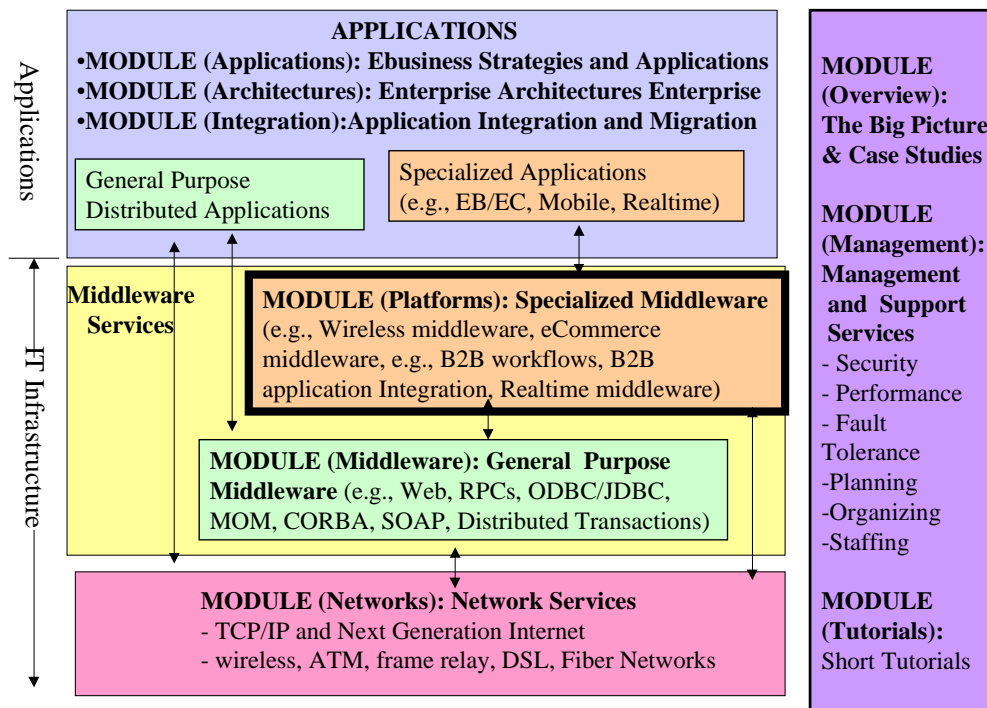 Applications
IT Infrastructure
APPLICATIONS
•MODULE (Applications): Ebusiness Strategies and Applications
•MODULE (Architectures): Enterprise Architectures Enterprise
•MODULE (Integration):Application Integration and Migration
General Purpose
Distributed Applications
Specialized Applications
(e.g., EB/EC, Mobile, Realtime)
Middleware
Services
MODULE (Platforms): Specialized Middleware
(e.g., Wireless middleware, eCommerce
middleware, e.g., B2B workflows, B2B
application Integration, Realtime middleware)
MODULE (Middleware): General Purpose
Middleware (e.g., Web, RPCs, ODBC/JDBC,
MOM, CORBA, SOAP, Distributed Transactions)
MODULE (Networks): Network Services
- TCP/IP and Next Generation Internet
- wireless, ATM, frame relay, DSL, Fiber Networks
MODULE
(Overview):
The Big Picture
& Case Studies
MODULE
(Management):
Management
and Support
Services
- Security
- Performance
- Fault
Tolerance
-Planning
-Organizing
-Staffing
MODULE
(Tutorials):
Short Tutorials